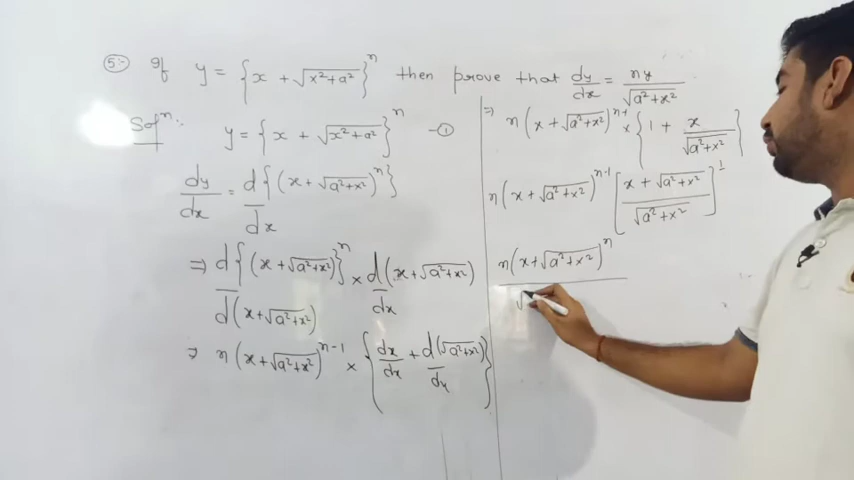 5:- If y = {x + √(x²+a²)}ⁿ then prove that dy/dx = ny/√(a²+x²)
Solⁿ:- y = {x + √(x²+a²)}ⁿ —①
dy/dx = d/dx {(x + √(a²+x²))ⁿ}
⇒ d{(x+√(a²+x²)}ⁿ / d(x+√(a²+x²)) × d/dx (x+√(a²+x²))
⇒ n(x+√(a²+x²))ⁿ⁻¹ × {dx/dx + d(√(a²+x²))/dx}
⇒ n(x+√(a²+x²))ⁿ⁻¹ × {1 + x/√(a²+x²)}
n(x+√(a²+x²))ⁿ⁻¹ [x+√(a²+x²) / √(a²+x²)]¹
n(x+√(a²+x²))ⁿ / √